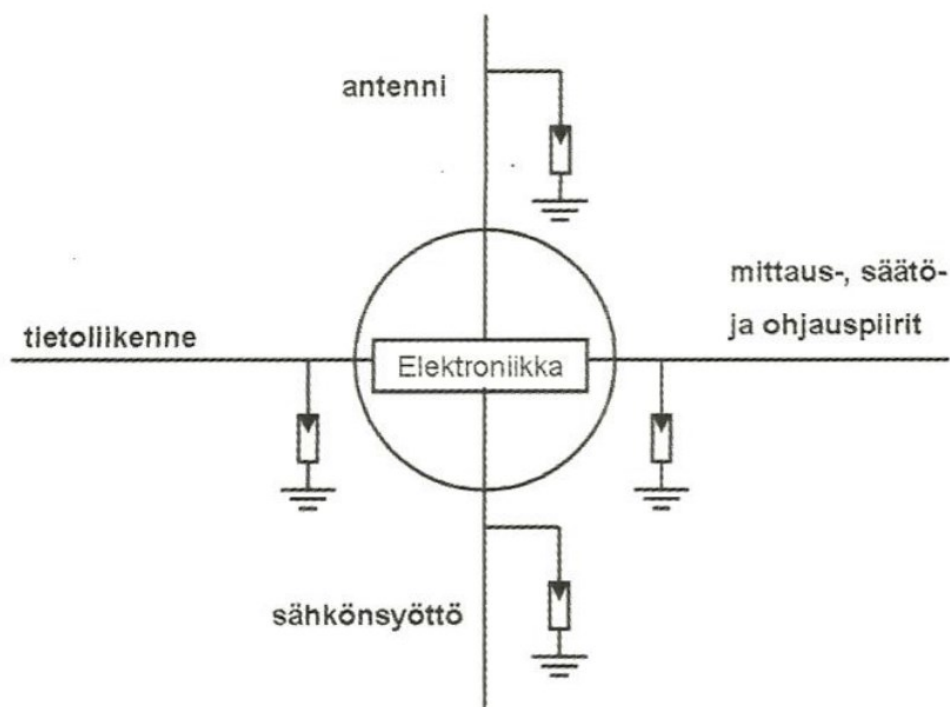 antenni
mittaus-, säätö-
ja ohjauspiirit
tietoliikenne
Elektroniikka
sähkönsyöttö